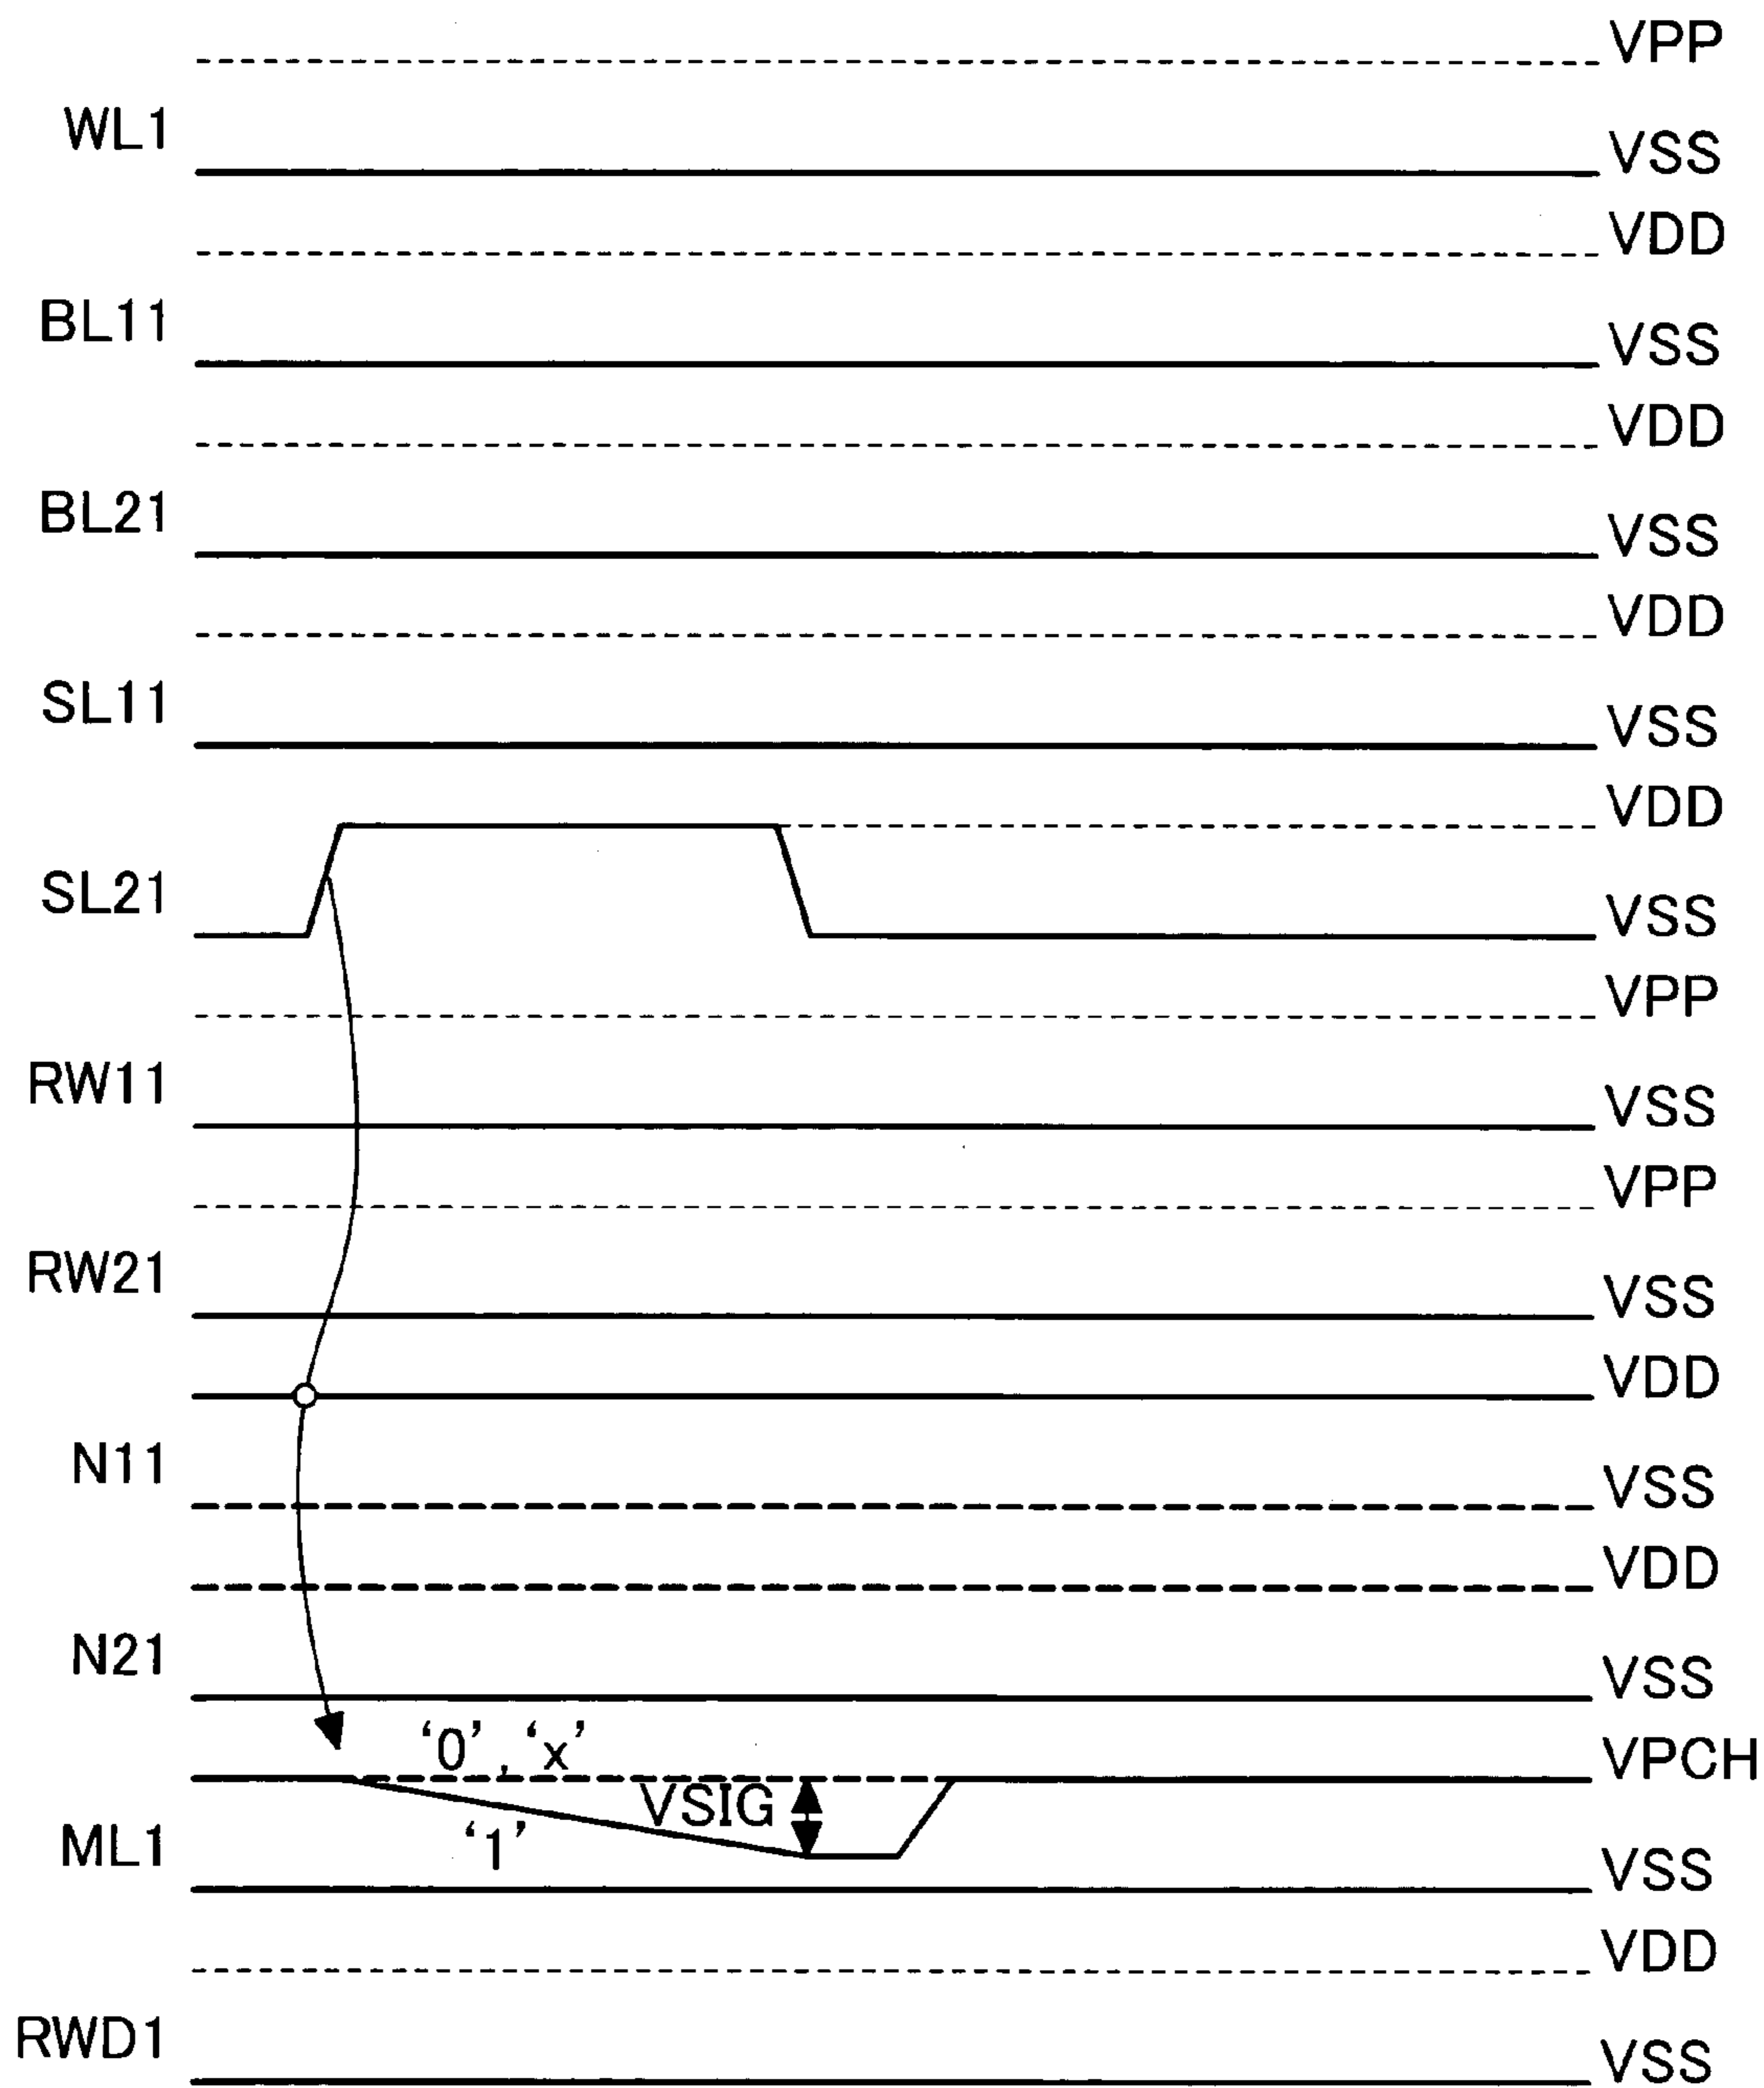 VPP
WL1
VSS
VDD
BL11
VSS
VDD
BL21
VSS
VDD
SL11
VSS
VDD
SL21
VSS
VPP
RW11
VSS
VPP
RW21
VSS
VDD
N11
VSS
VDD
N21
VSS
‘0’, ‘x’
VPCH
VSIG
‘1’
ML1
VSS
VDD
RWD1
VSS